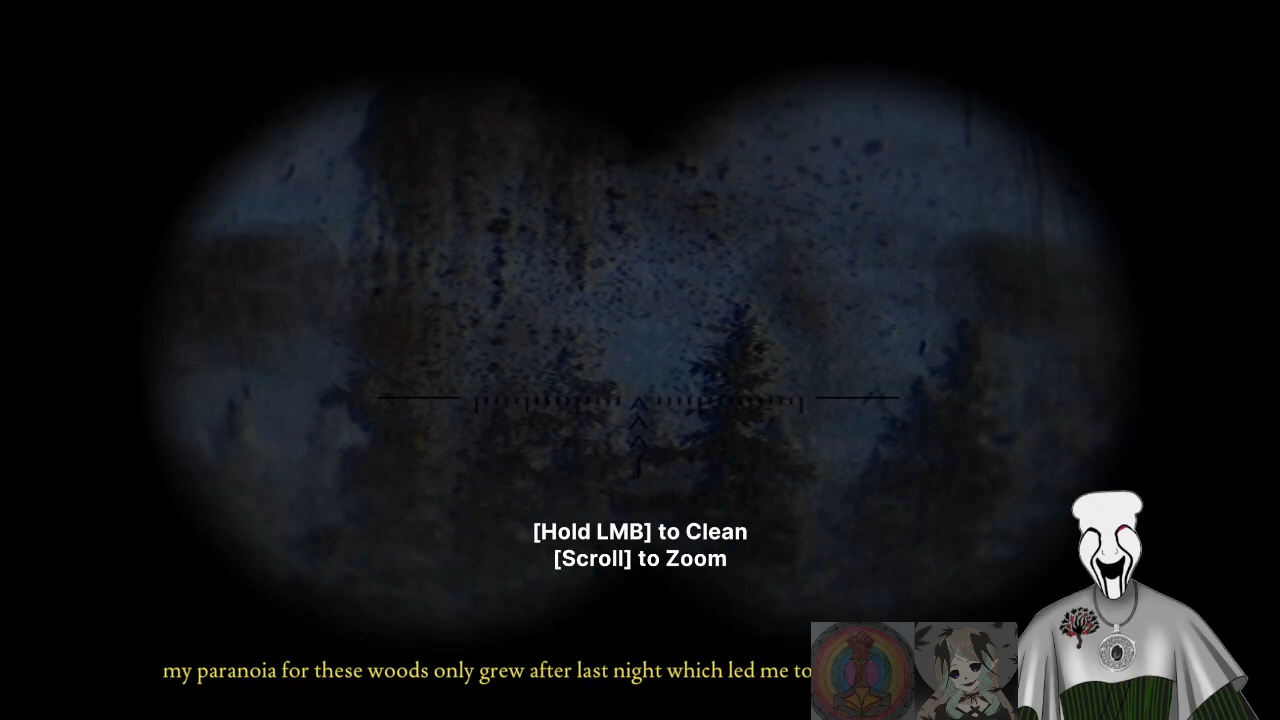 [Hold LMB] to Clean
[Scroll] to Zoom
my paranoia for these woods only grew after last night which led me to